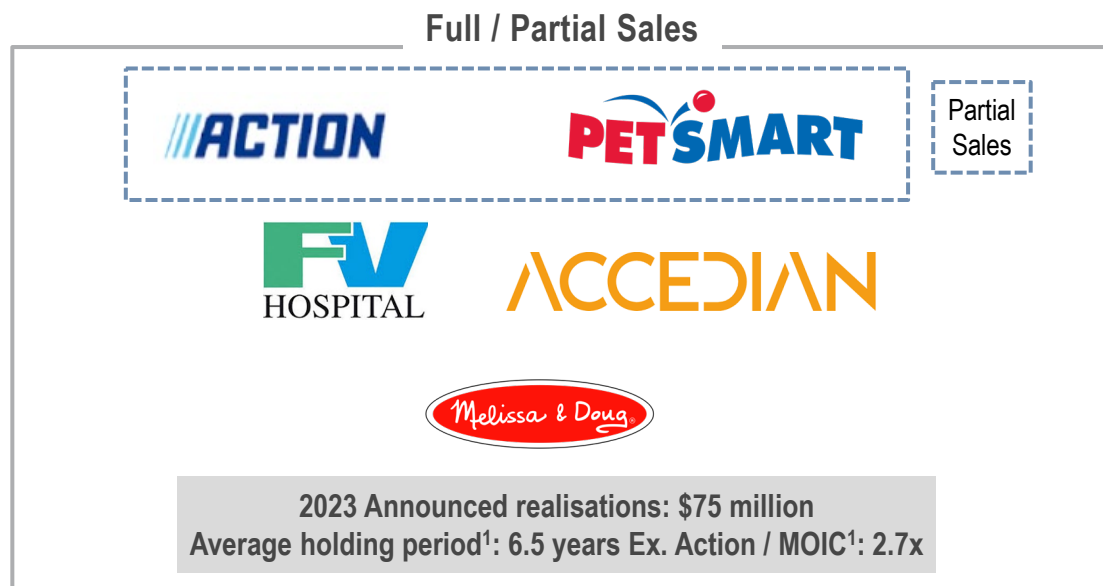 Full / Partial Sales
ACTION
PETSMART
Partial
Sales
FV
HOSPITAL
ACCEDIAN
Melissa & Doug®
2023 Announced realisations: $75 million
Average holding period¹: 6.5 years Ex. Action / MOIC¹: 2.7x